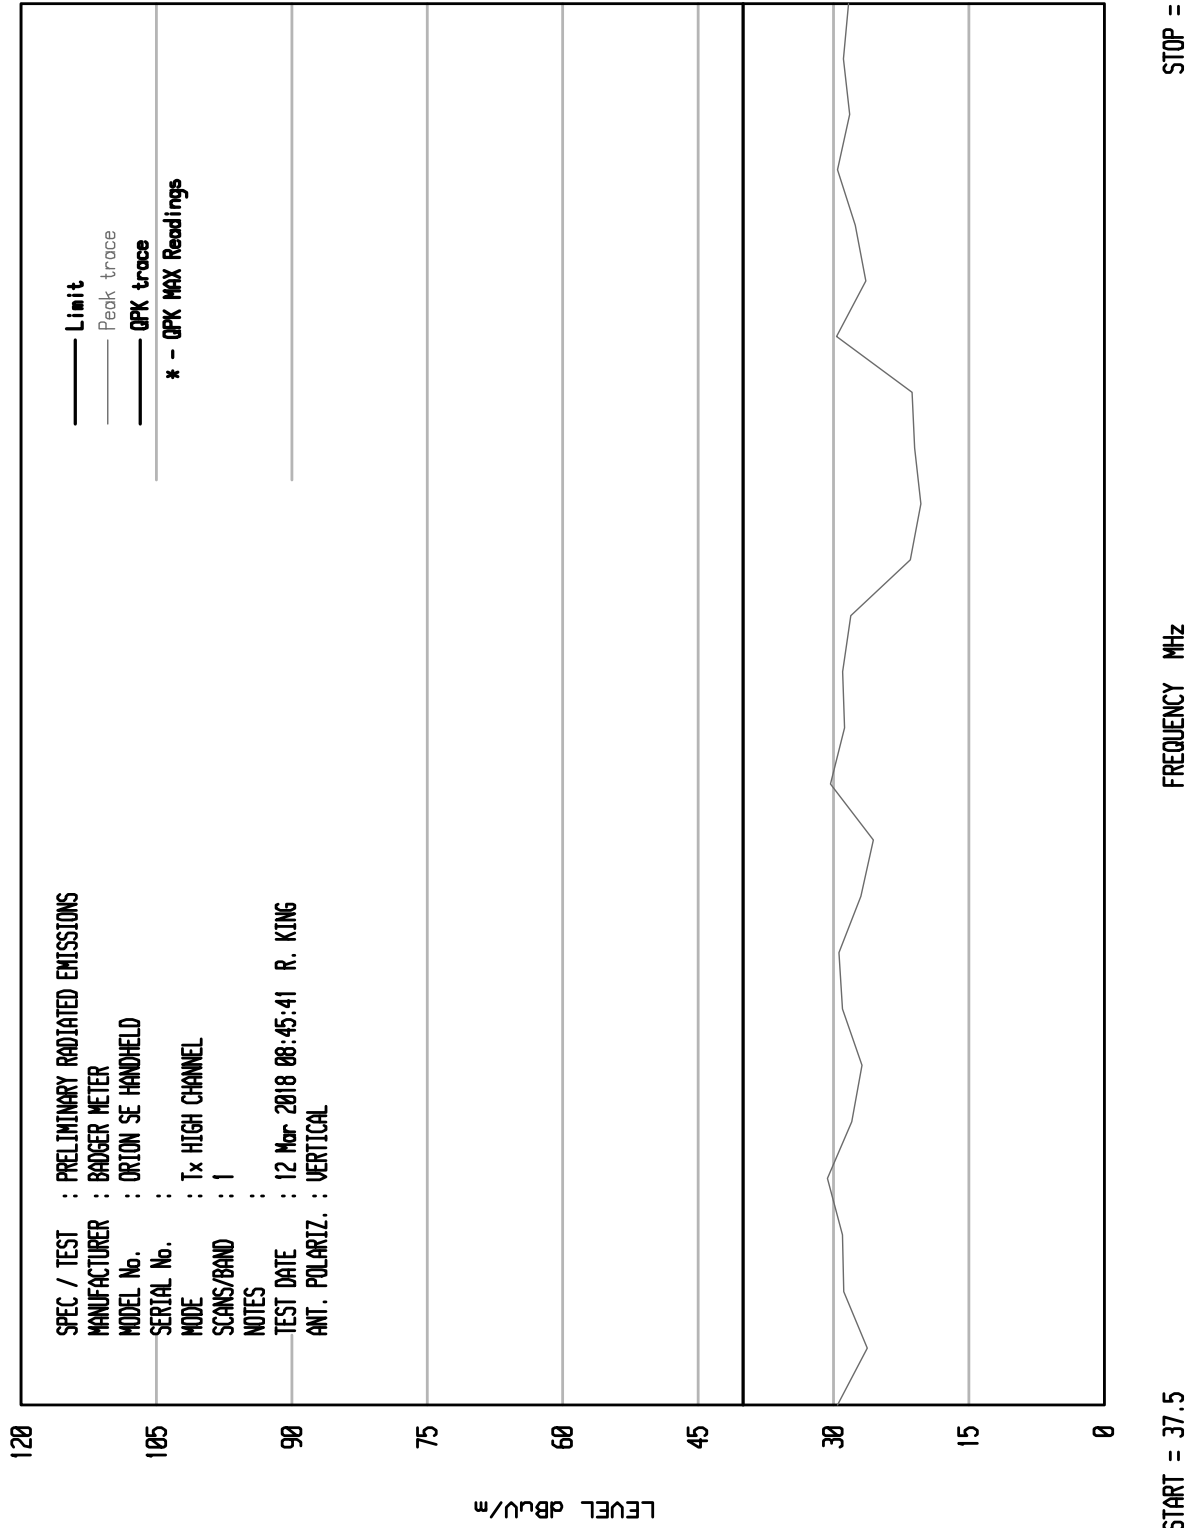 SPEC / TEST : PRELIMINARY RADIATED EMISSIONS
MANUFACTURER : BADGER METER
MODEL No. : ORION SE HANDHELD
SERIAL No. :
MODE : Tx HIGH CHANNEL
SCANS/BAND : 1
NOTES :
TEST DATE : 12 Mar 2018 08:45:41 R. KING
ANT. POLARIZ. : VERTICAL
Limit
Peak trace
QPK trace
* - QPK MAX Readings
120
105
90
75
60
45
30
15
0
LEVEL dBuV/m
START = 37.5
FREQUENCY MHz
STOP =